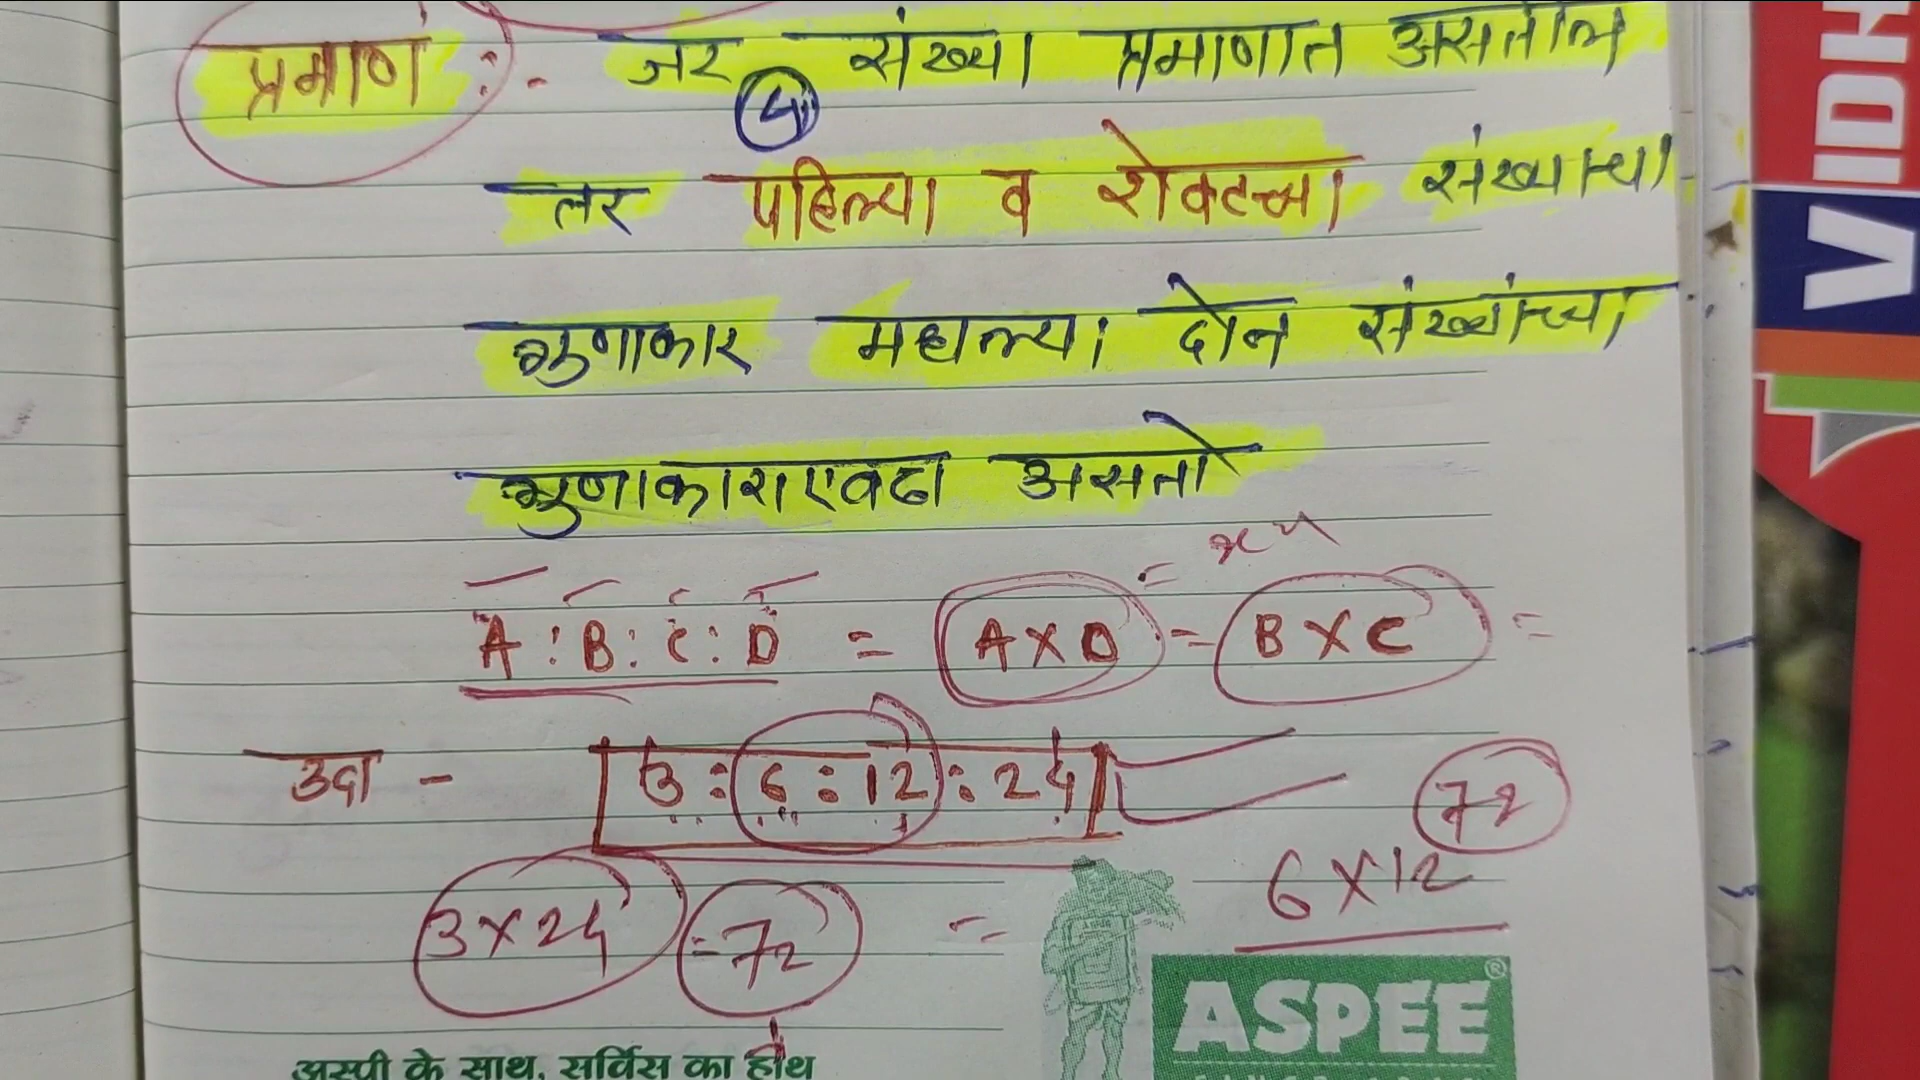 प्रमाण :- जर संख्या प्रमाणात असतील
4
तर पहिल्या व शेवटच्या संख्याचा
गुणाकार मधल्या दोन संख्यांच्या
गुणाकाराएवढा असतो
A : B : C : D = A X D = B X C =
उदा - 3 : 6 : 12 : 24
72
3 x 24 = 72 = 6 X 12
ASPEE ®
अस्पी के साथ, सर्विस का हाथ
VIDH